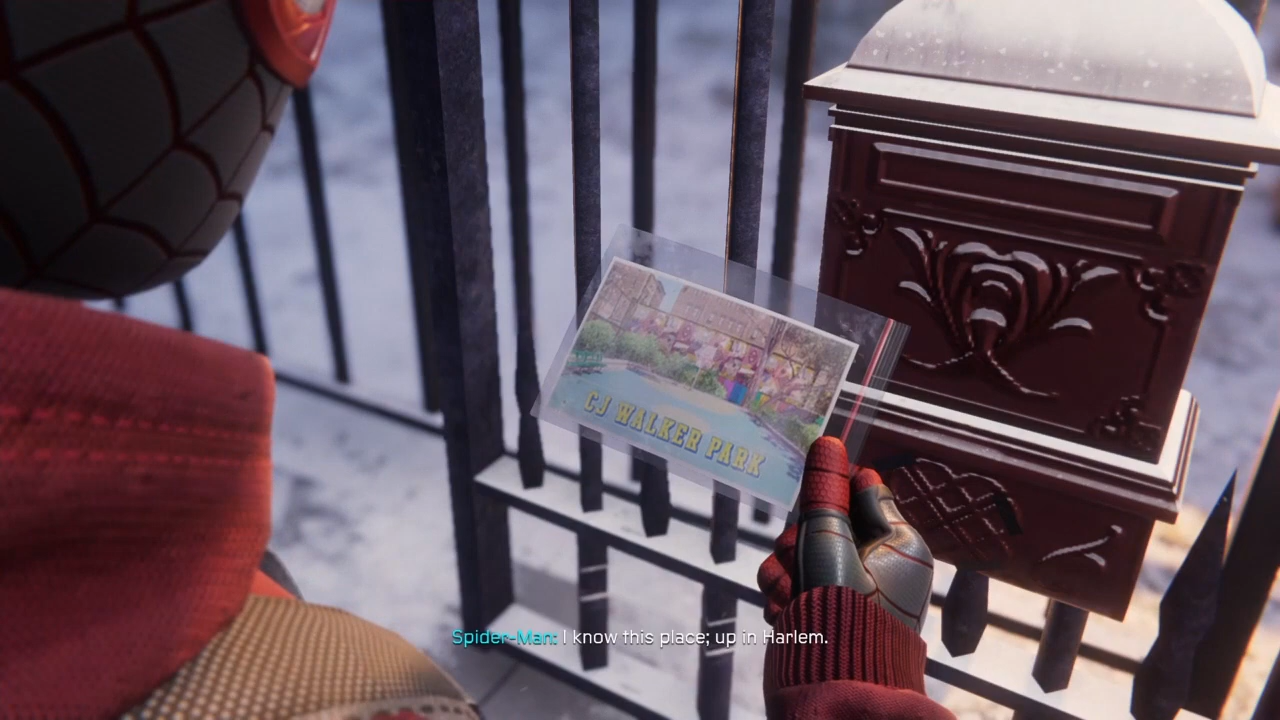 CJ WALKER PARK
Spider-Man: I know this place; up in Harlem.